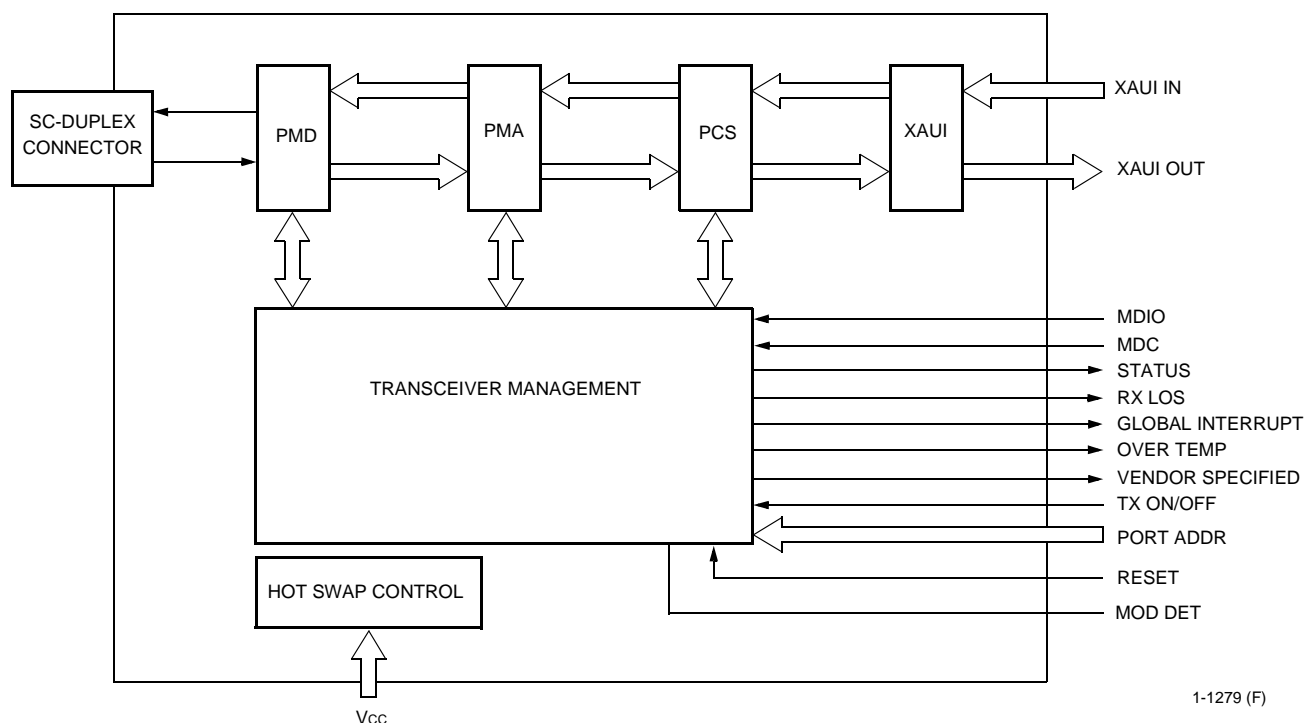 SC-DUPLEX
CONNECTOR
PMD
PMA
PCS
XAUI
XAUI IN
XAUI OUT
TRANSCEIVER MANAGEMENT
MDIO
MDC
STATUS
RX LOS
GLOBAL INTERRUPT
OVER TEMP
VENDOR SPECIFIED
TX ON/OFF
PORT ADDR
RESET
MOD DET
HOT SWAP CONTROL
VCC
1-1279 (F)